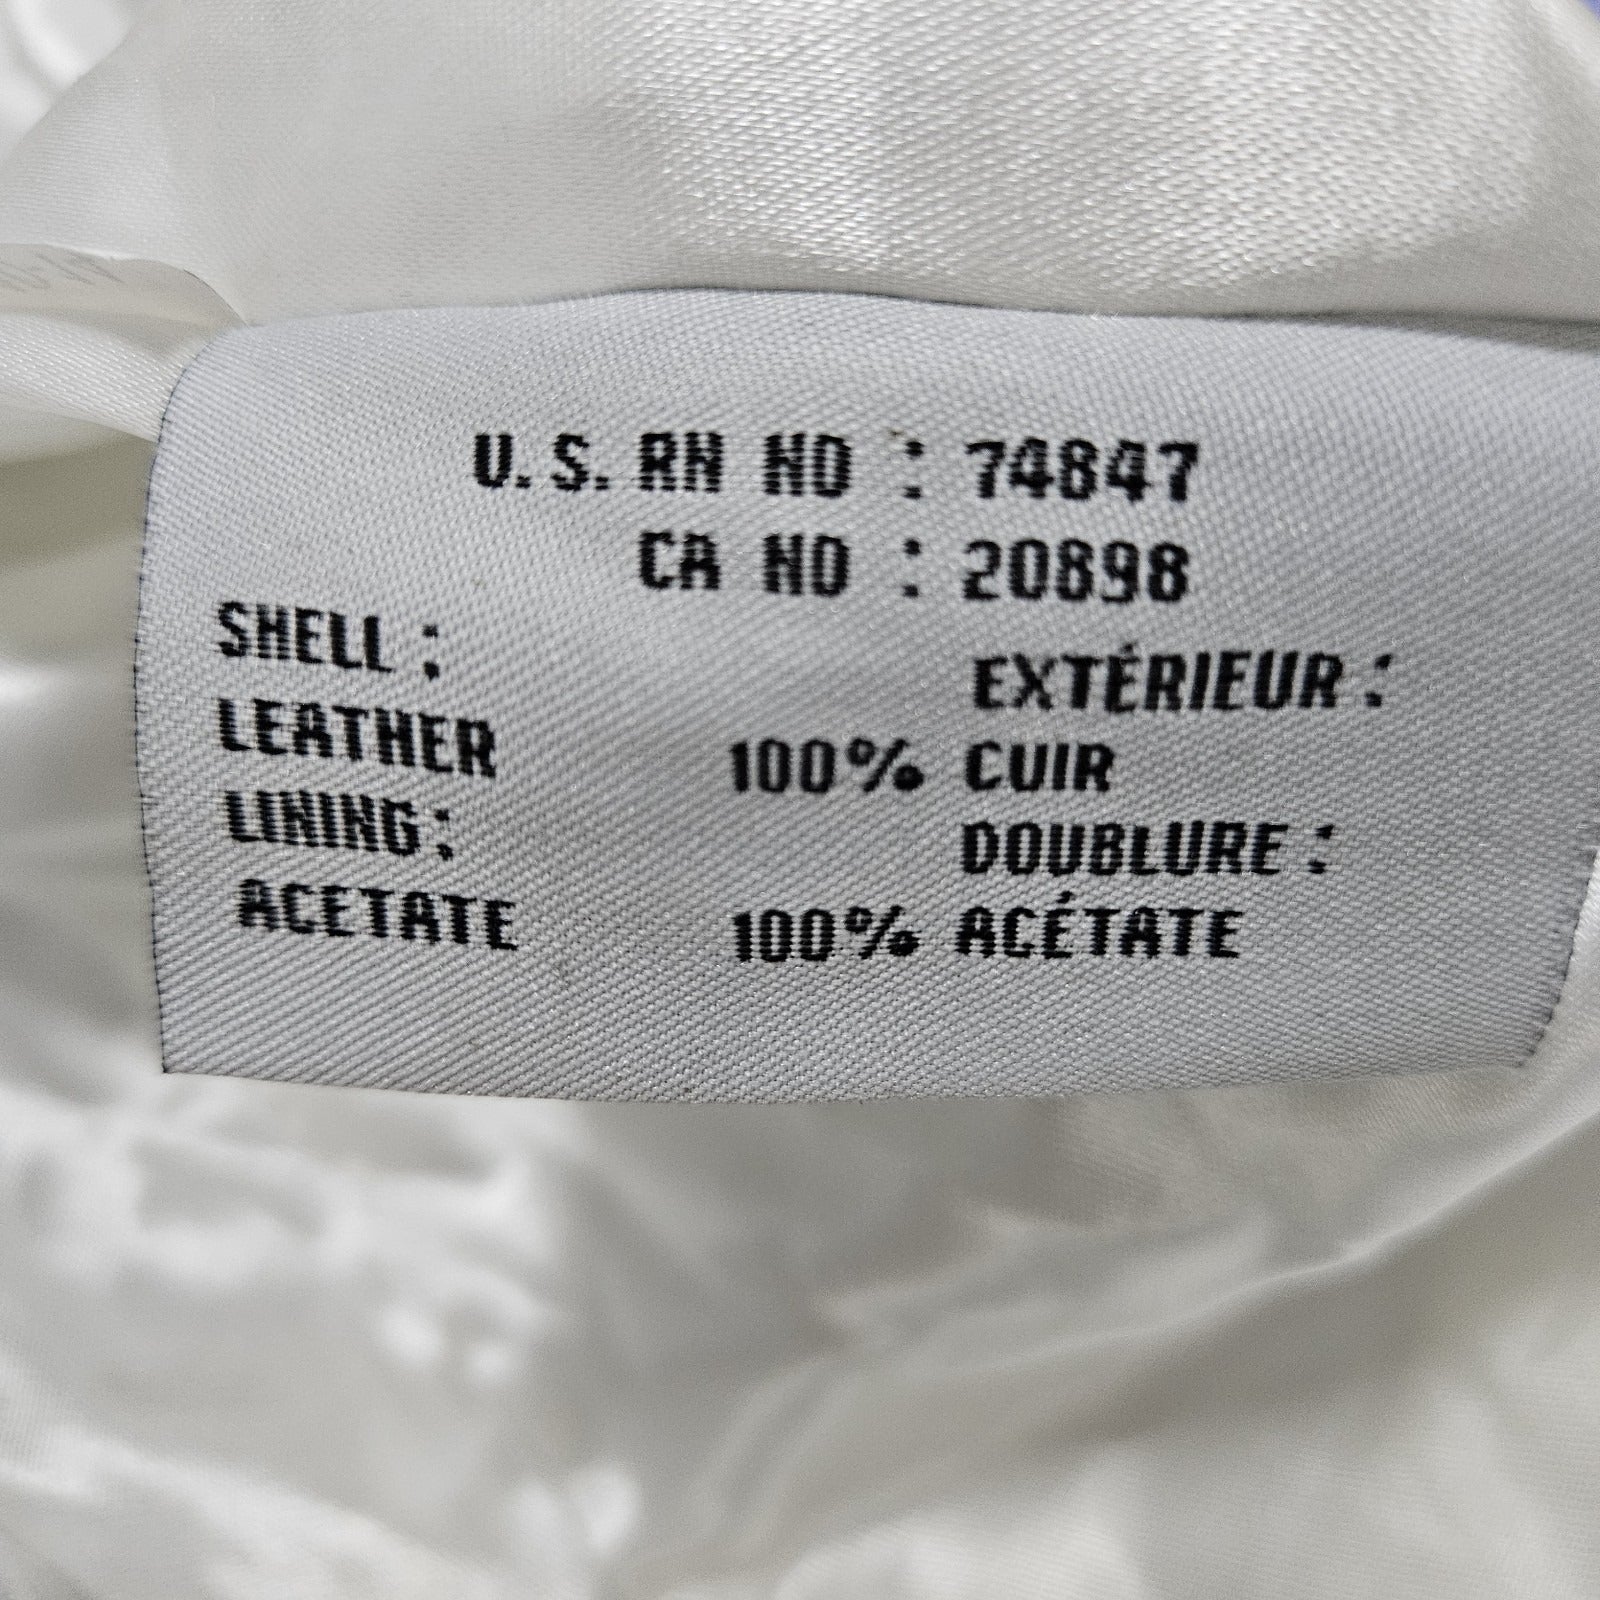 U.S. RN NO : 74847
CA NO : 20898
SHELL :
EXTÉRIEUR :
LEATHER 100% CUIR
LINING :
DOUBLURE :
ACETATE 100% ACÉTATE